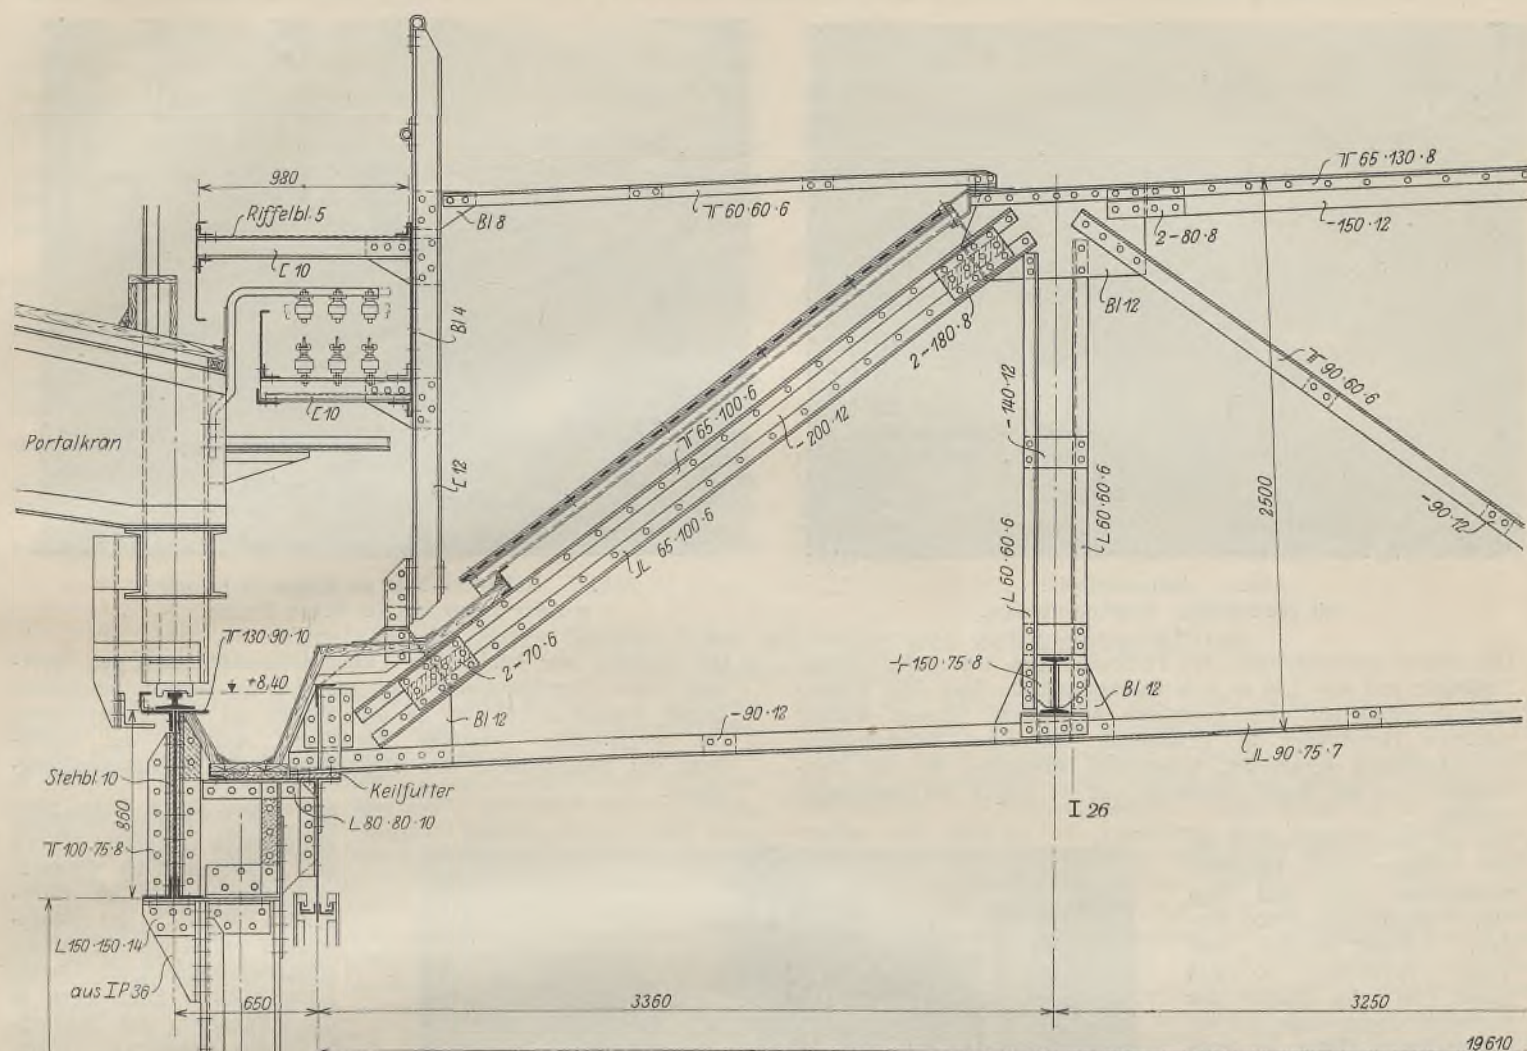 980
Riffelbl. 5
[ 10
Bl 8
Bl 4
[ 10
Portalkran
[ 12
⅂Γ 60·60·6
⅂Γ 65·130·8
-150·12
2-80·8
Bl 12
2-180·8
⅂Γ 90·60·6
-140·12
⅂Γ 65·100·6
-200·12
2500
-90·12
L 60·60·6
L 60·60·6
⅃L 65·100·6
⅂Γ 130·90·10
+8,40
2-70·6
150·75·8
Bl 12
Bl 12
-90·12
⅃L 90·75·7
Stehbl. 10
Keilfutter
860
L 80·80·10
I 26
⅂Γ 100·75·8
L 150·150·14
aus IP 36
650
3360
3250
19610